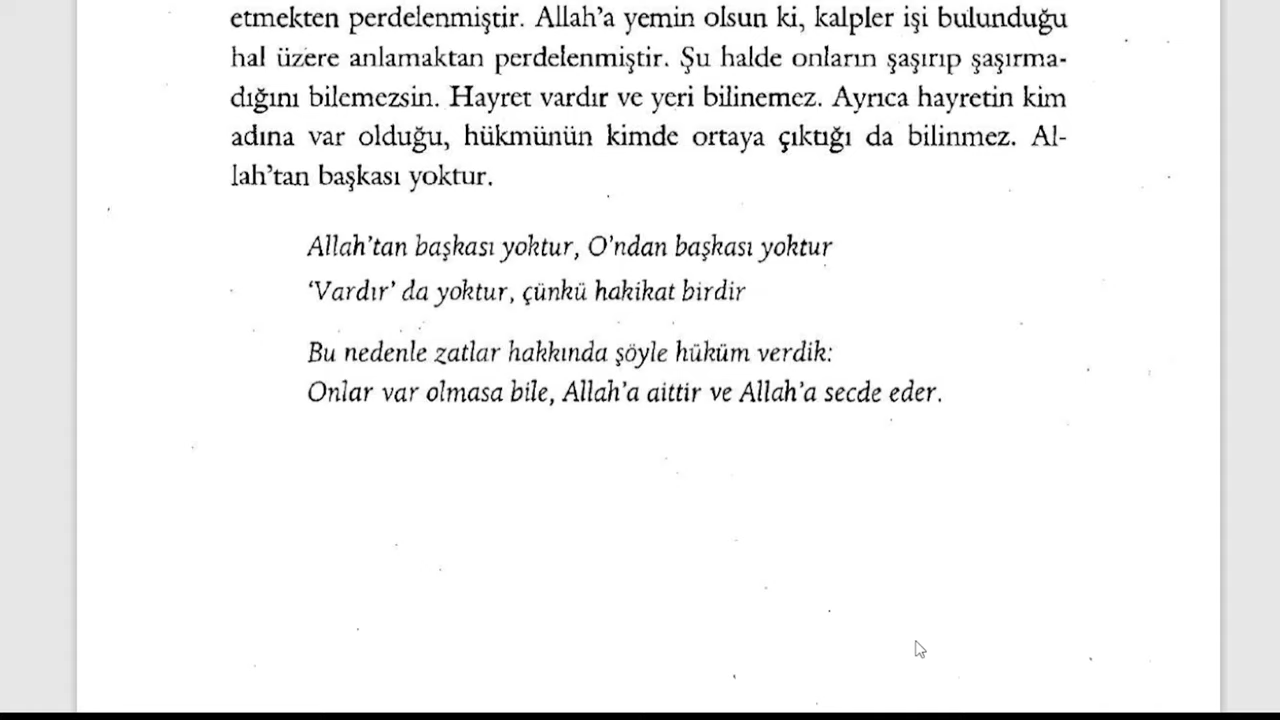 etmekten perdelenmiştir. Allah’a yemin olsun ki, kalpler işi bulunduğu
hal üzere anlamaktan perdelenmiştir. Şu halde onların şaşırıp şaşırma-
dığını bilemezsin. Hayret vardır ve yeri bilinemez. Ayrıca hayretin kim
adına var olduğu, hükmünün kimde ortaya çıktığı da bilinmez. Al-
lah’tan başkası yoktur.
Allah’tan başkası yoktur, O’ndan başkası yoktur
‘Vardır’ da yoktur, çünkü hakikat birdir
Bu nedenle zatlar hakkında şöyle hüküm verdik:
Onlar var olmasa bile, Allah’a aittir ve Allah’a secde eder.